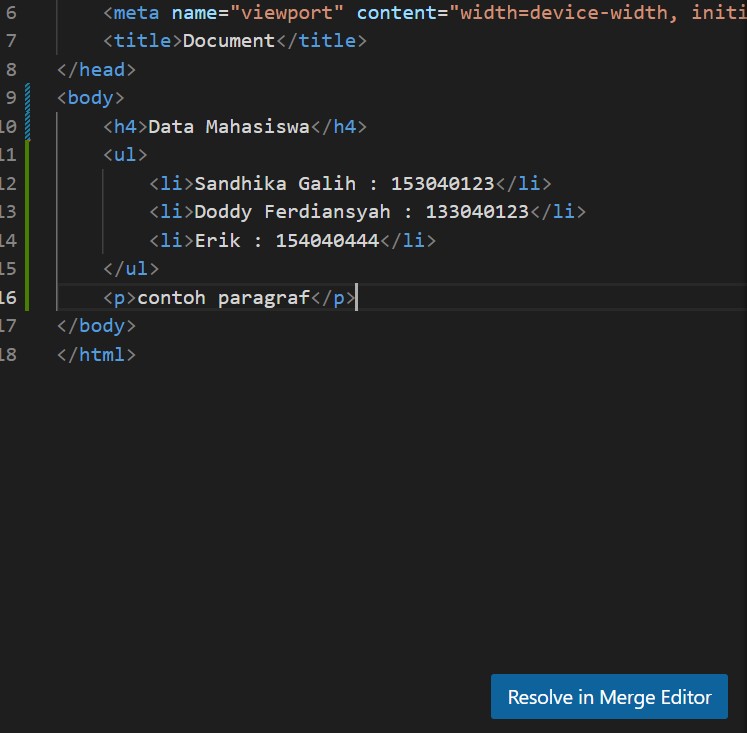 6 <meta name="viewport" content="width=device-width, initi
7 <title>Document</title>
8 </head>
9 <body>
10 <h4>Data Mahasiswa</h4>
11 <ul>
12 <li>Sandhika Galih : 153040123</li>
13 <li>Doddy Ferdiansyah : 133040123</li>
14 <li>Erik : 154040444</li>
15 </ul>
16 <p>contoh paragraf</p>
17 </body>
18 </html>
Resolve in Merge Editor